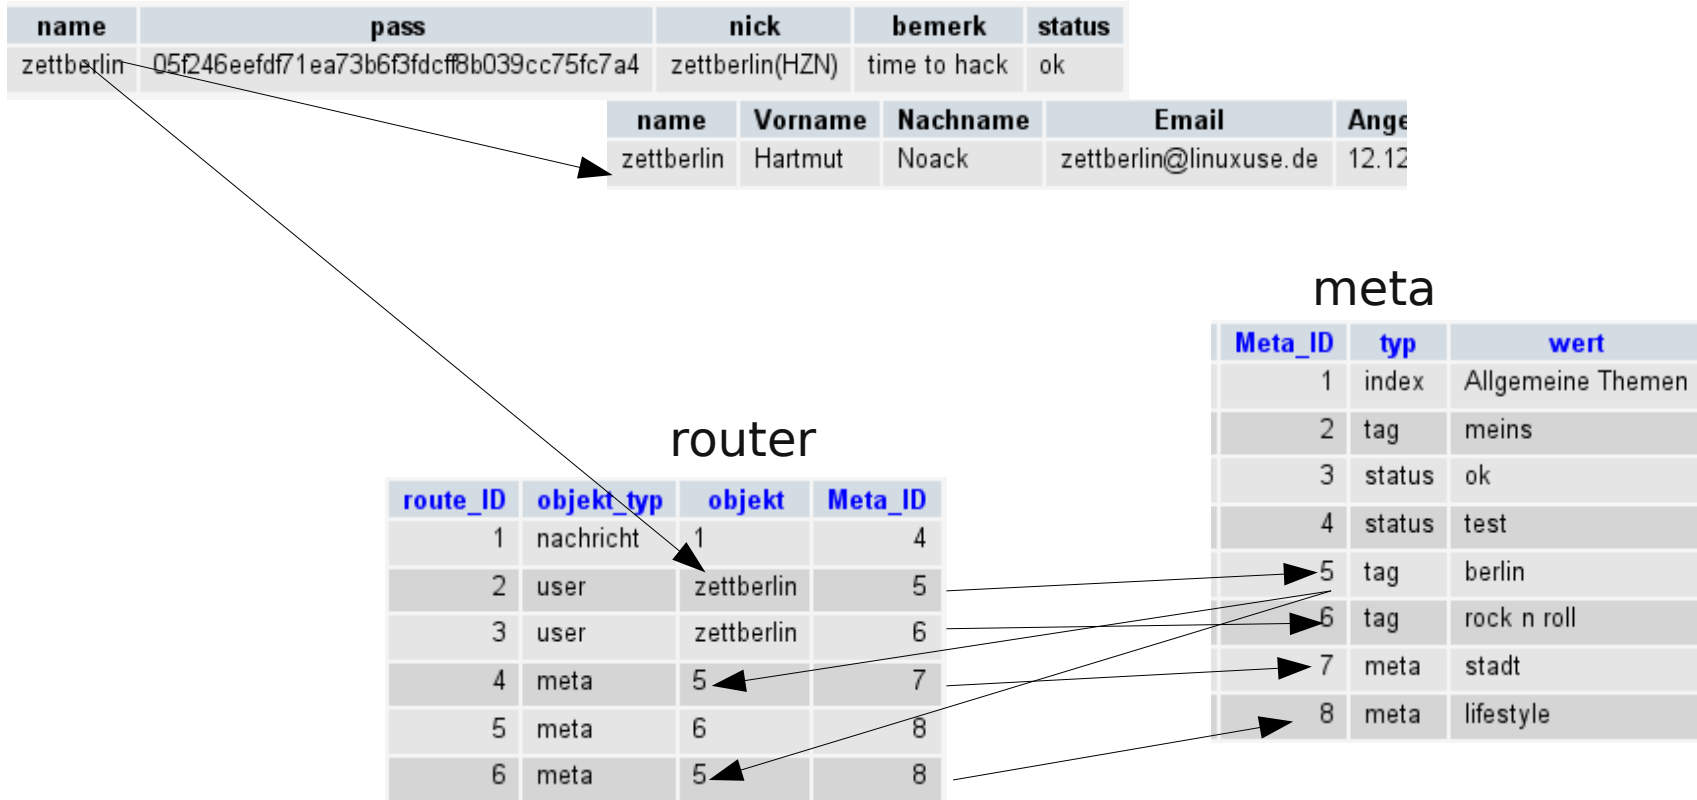 name pass nick bemerk status
zettberlin 05f246eefdf71ea73b6f3fdcff8b039cc75fc7a4 zettberlin(HZN) time to hack ok
name Vorname Nachname Email Ange
zettberlin Hartmut Noack zettberlin@linuxuse.de 12.12
meta
Meta_ID typ wert
1 index Allgemeine Themen
2 tag meins
3 status ok
4 status test
5 tag berlin
6 tag rock n roll
7 meta stadt
8 meta lifestyle
router
route_ID objekt_typ objekt Meta_ID
1 nachricht 1 4
2 user zettberlin 5
3 user zettberlin 6
4 meta 5 7
5 meta 6 8
6 meta 5 8